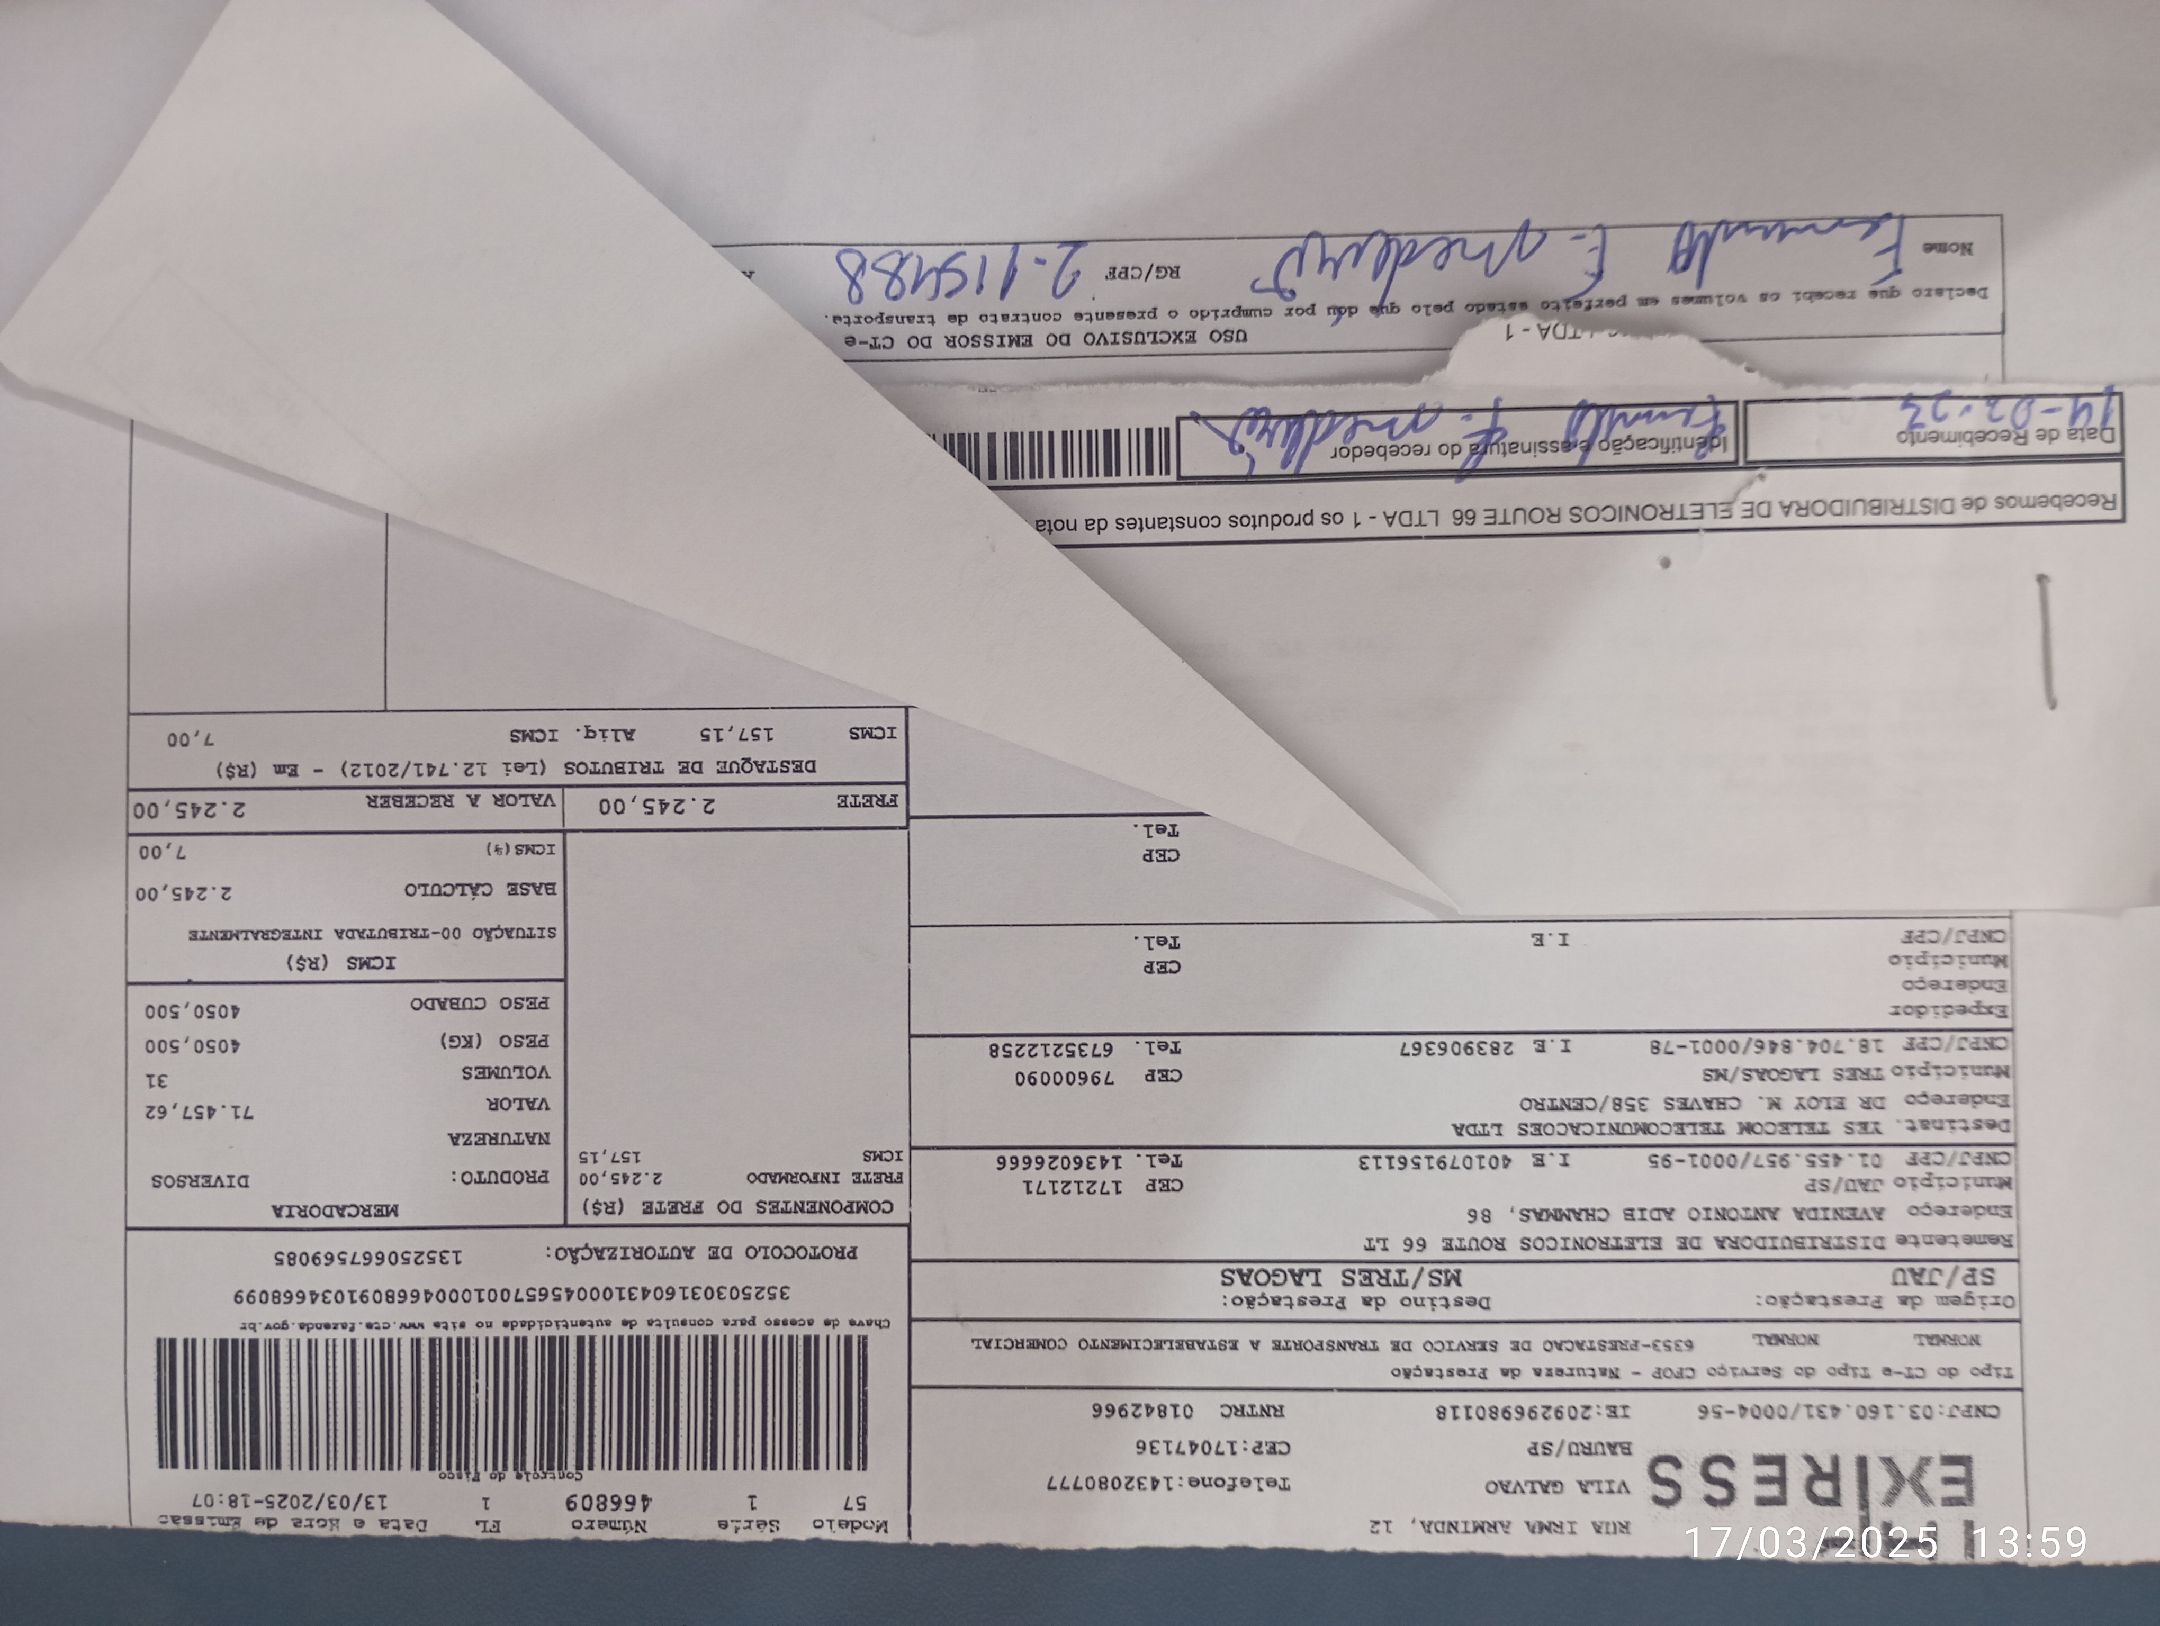 EXPRESS
RUA IRMA ARMINDA, 12
VILA GALVAO Telefone:1432080777
BAURU/SP CEP:17047136
CNPJ:03.160.431/0004-56 IE:209296980118 RNTRC 01842966
Tipo do CT-e Tipo do Serviço CFOP - Natureza da Prestação
NORMAL NORMAL 6353-PRESTACAO DE SERVICO DE TRANSPORTE A ESTABELECIMENTO COMERCIAL
Origem da Prestação: Destino da Prestação:
SP/JAU MS/TRES LAGOAS
Remetente DISTRIBUIDORA DE ELETRONICOS ROUTE 66 LT
Endereço AVENIDA ANTONIO ADIB CHAMMAS, 86
Município JAU/SP CEP 17212171
CNPJ/CPF 01.455.957/0001-95 I.E 401079156113 Tel. 1436026666
Destinat. YES TELECOM TELECOMUNICACOES LTDA
Endereço DR ELOY M. CHAVES 358/CENTRO
Município TRES LAGOAS/MS CEP 79600090
CNPJ/CPF 18.704.846/0001-78 I.E 283906367 Tel. 6735212258
Expedidor
Endereço
Município CEP
CNPJ/CPF I.E Tel.
CEP
Tel.
Modelo Série Número FL Data e Hora de Emissao
57 1 466809 1 13/03/2025-18:07
Controle do Fisco
Chave de acesso para consulta de autenticidade no site www.cte.fazenda.gov.br
35250303160431000456570010004668091034668099
PROTOCOLO DE AUTORIZAÇÃO: 135250667569085
COMPONENTES DO FRETE (R$)
FRETE INFORMADO 2.245,00
ICMS 157,15
MERCADORIA
PRODUTO: DIVERSOS
NATUREZA
VALOR 71.457,62
VOLUMES 31
PESO (KG) 4050,500
PESO CUBADO 4050,500
ICMS (R$)
SITUAÇÃO 00-TRIBUTADA INTEGRALMENTE
BASE CÁLCULO 2.245,00
ICMS(%) 7,00
FRETE 2.245,00 VALOR A RECEBER 2.245,00
DESTAQUE DE TRIBUTOS (Lei 12.741/2012) - Em (R$)
ICMS 157,15 Aliq. ICMS 7,00
Recebemos de DISTRIBUIDORA DE ELETRONICOS ROUTE 66 LTDA - 1 os produtos constantes da nota
Data de Recebimento Identificação e assinatura do recebedor
LTDA - 1
USO EXCLUSIVO DO EMISSOR DO CT-e
Declaro que recebi os volumes em perfeito estado pelo que dou por cumprido o presente contrato de transporte.
Nome RG/CPF 2.115488
17/03/2025 13:59